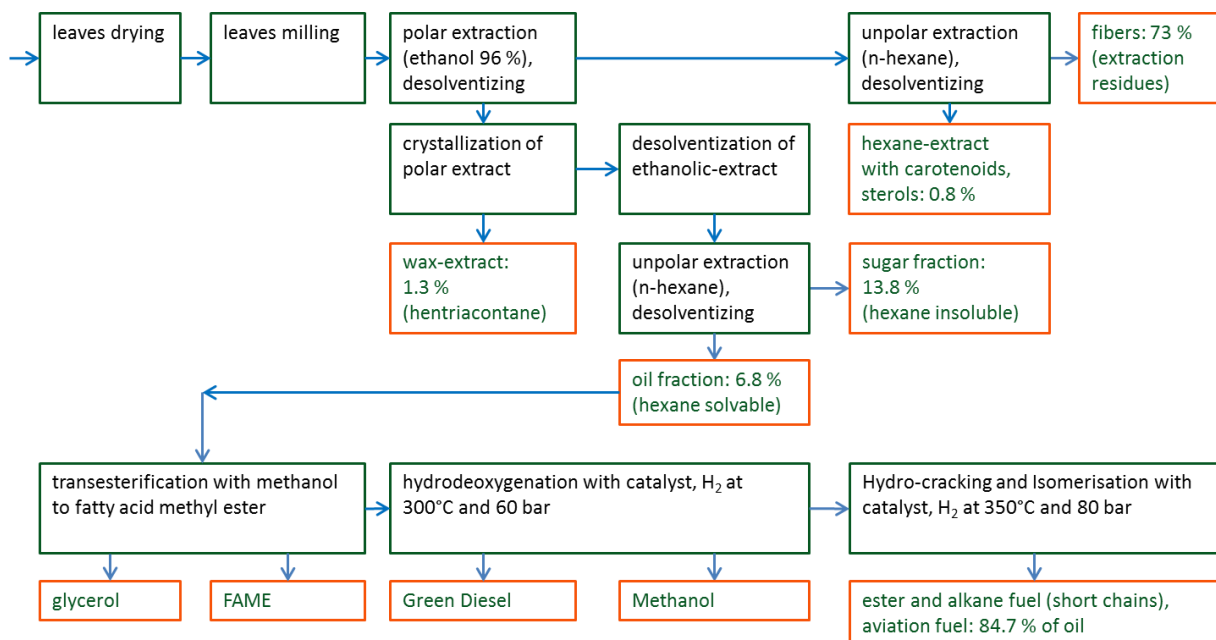 leaves drying
leaves milling
polar extraction
(ethanol 96 %),
desolventizing
unpolar extraction
(n-hexane),
desolventizing
fibers: 73 %
(extraction
residues)
crystallization of
polar extract
desolventization of
ethanolic-extract
hexane-extract
with carotenoids,
sterols: 0.8 %
wax-extract:
1.3 %
(hentriacontane)
unpolar extraction
(n-hexane),
desolventizing
sugar fraction:
13.8 %
(hexane insoluble)
oil fraction: 6.8 %
(hexane solvable)
transesterification with methanol
to fatty acid methyl ester
hydrodeoxygenation with catalyst, H₂ at
300°C and 60 bar
Hydro-cracking and Isomerisation with
catalyst, H₂ at 350°C and 80 bar
glycerol
FAME
Green Diesel
Methanol
ester and alkane fuel (short chains),
aviation fuel: 84.7 % of oil